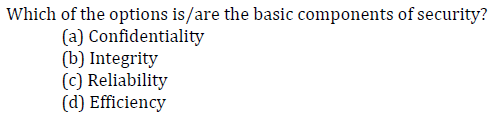 Which of the options is/are the basic components of security?
(a) Confidentiality
(b) Integrity
(c) Reliability
(d) Efficiency